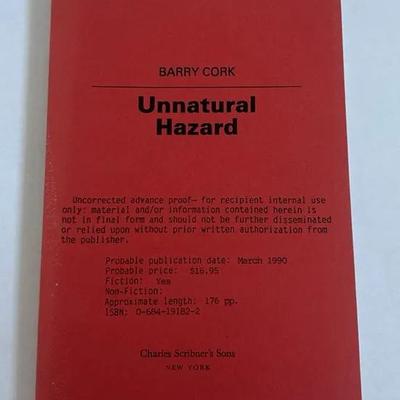 BARRY CORK
Unnatural
Hazard
Uncorrected advance proof— for recipient internal use
only: material and/or information contained herein is
not in final form and should not be further disseminated
or relied upon without prior written authorization from
the publisher.
Probable publication date: March 1990
Probable price: $16.95
Fiction: Yes
Non-Fiction:
Approximate length: 176 pp.
ISBN: 0-684-19182-2
Charles Scribner's Sons
NEW YORK